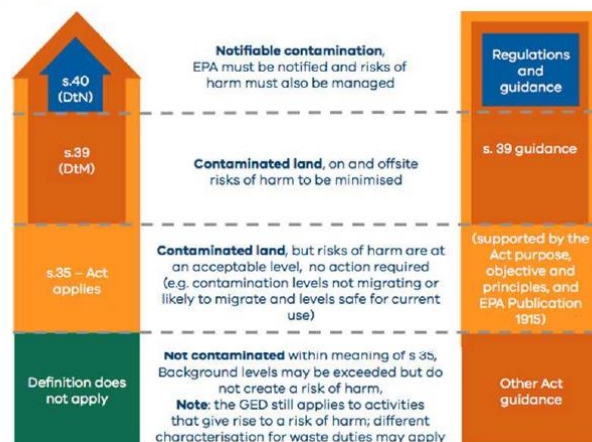 s.40
(DtN)
Notifiable contamination,
EPA must be notified and risks of
harm must also be managed
Regulations
and
guidance
s.39
(DtM)
Contaminated land, on and offsite
risks of harm to be minimised
s. 39 guidance
s.35 – Act
applies
Contaminated land, but risks of harm are at
an acceptable level, no action required
(e.g. contamination levels not migrating or
likely to migrate and levels safe for current
use)
(supported by the
Act purpose,
objective and
principles, and
EPA Publication
1915)
Definition does
not apply
Not contaminated within meaning of s 35,
Background levels may be exceeded but do
not create a risk of harm,
Note: the GED still applies to activities
that give rise to a risk of harm; different
characterisation for waste duties may apply
Other Act
guidance